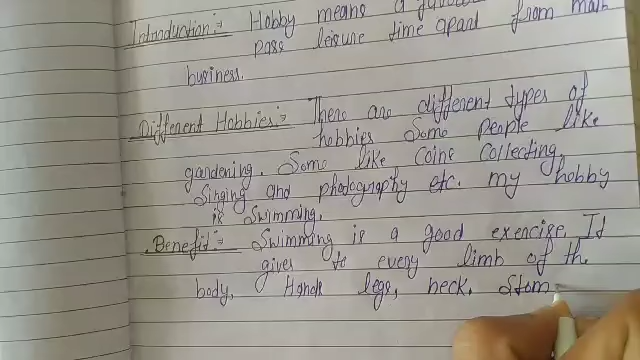 Introduction:- Hobby means a
pass leisure time apart from main
business.
Different Hobbies:- There are different types of
hobbies Some people like
gardening. Some like Coine Collecting,
Singing and photography etc. my hobby
is Swimming.
Benefit:- Swimming is a good exercise. It
gives to every limb of the
body, Hands legs, neck. Stom